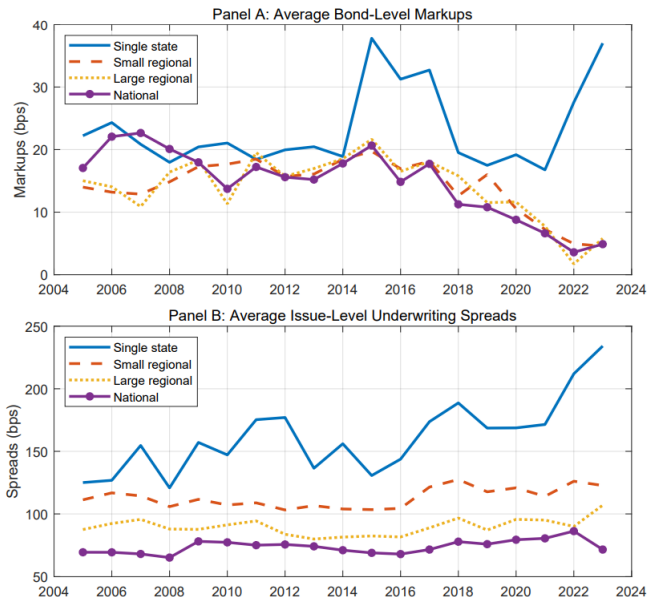 Panel A: Average Bond-Level Markups
40
30
20
10
0
Markups (bps)
Single state
Small regional
Large regional
National
2004 2006 2008 2010 2012 2014 2016 2018 2020 2022 2024
Panel B: Average Issue-Level Underwriting Spreads
250
200
150
100
50
Spreads (bps)
Single state
Small regional
Large regional
National
2004 2006 2008 2010 2012 2014 2016 2018 2020 2022 2024